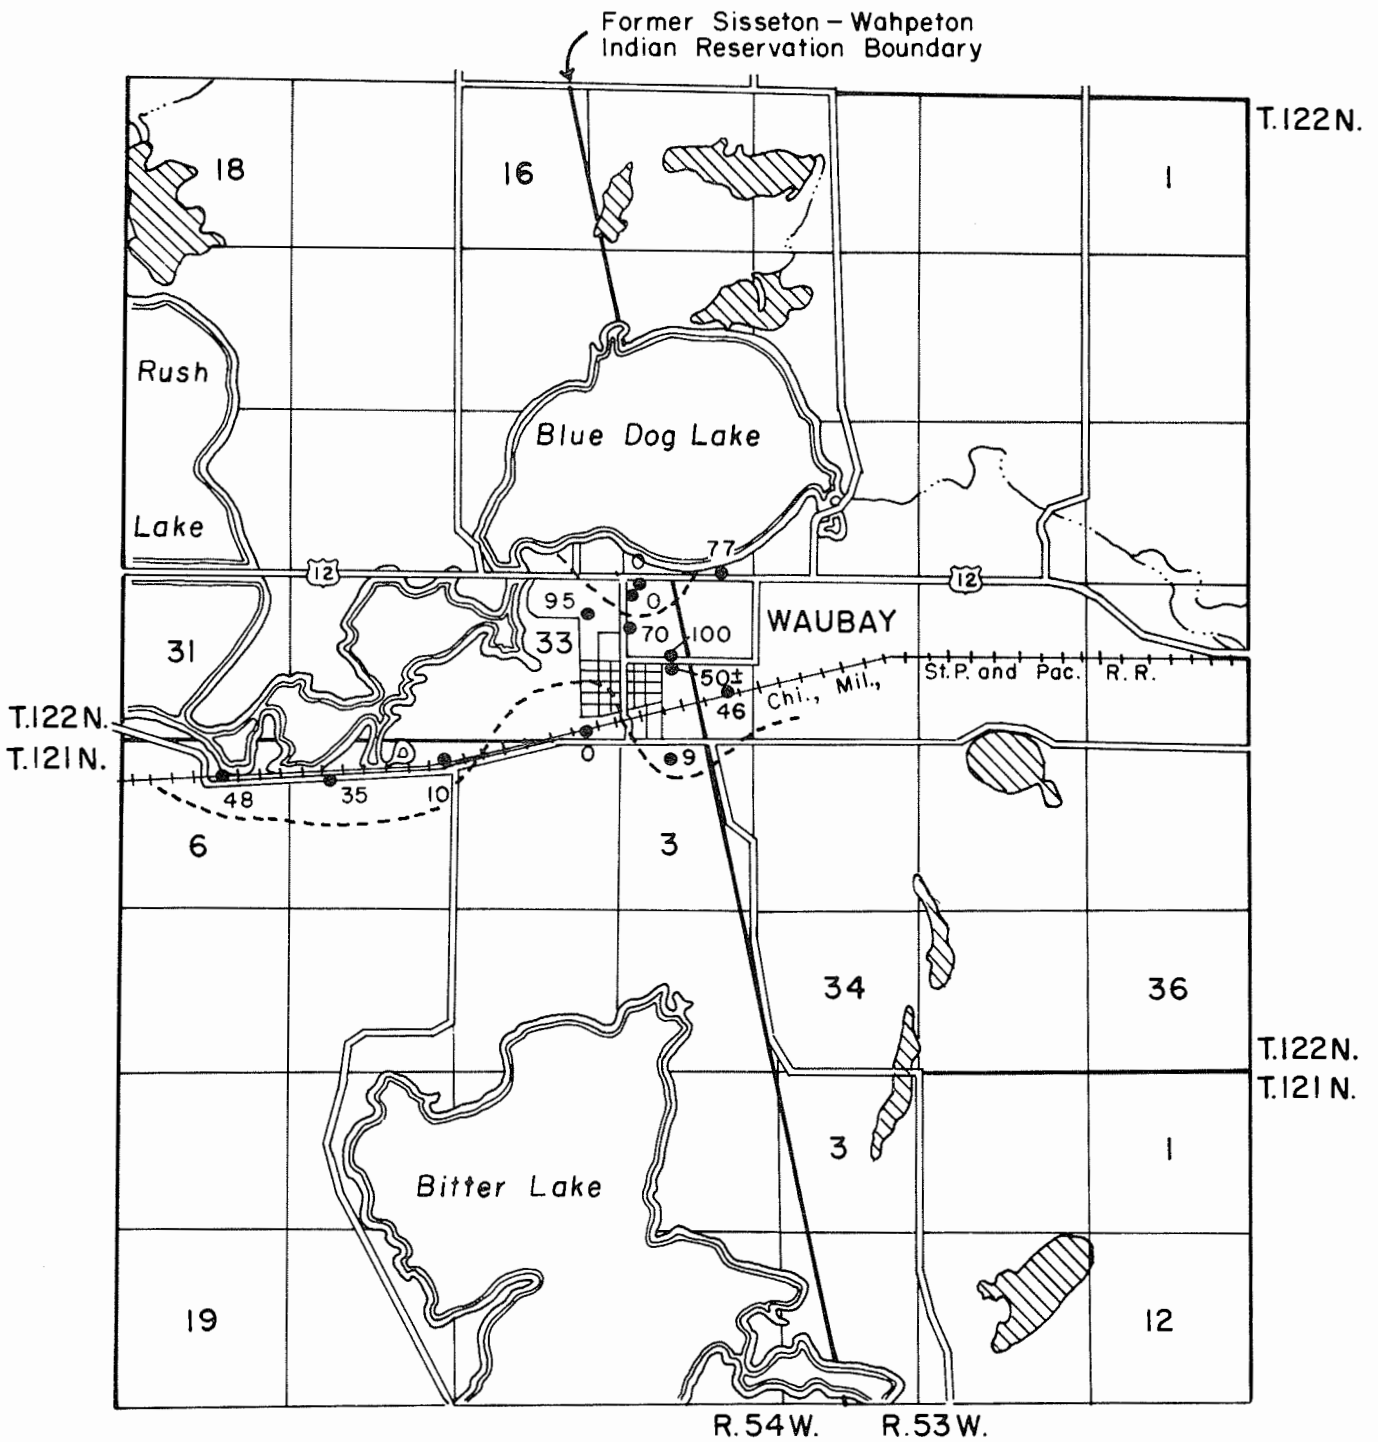 Former Sisseton – Wahpeton
Indian Reservation Boundary
T.122N.
18
16
1
Rush
Blue Dog Lake
Lake
77
0
12
12
95
0
WAUBAY
33
70
100
31
50±
St.P. and Pac. R.R.
46
Chi., Mil.,
T.122N.
T.121N.
0
9
48
35
10
6
3
34
36
T.122N.
T.121N.
3
1
Bitter Lake
19
12
R.54W.
R.53W.